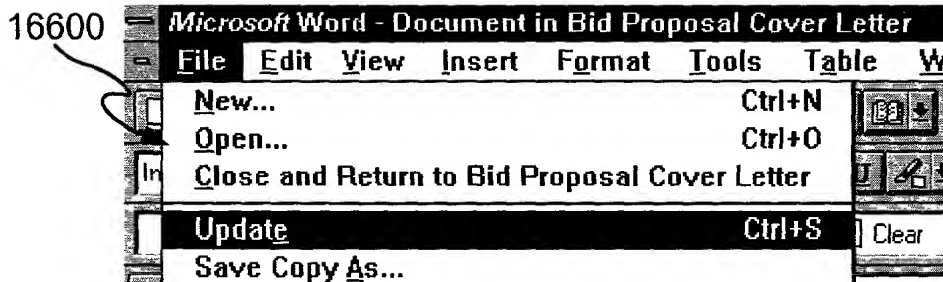 16600
Microsoft Word - Document in Bid Proposal Cover Letter
File Edit View Insert Format Tools Table W
New... Ctrl+N
Open... Ctrl+O
In
Close and Return to Bid Proposal Cover Letter U
Update Ctrl+S Clear
Save Copy As...